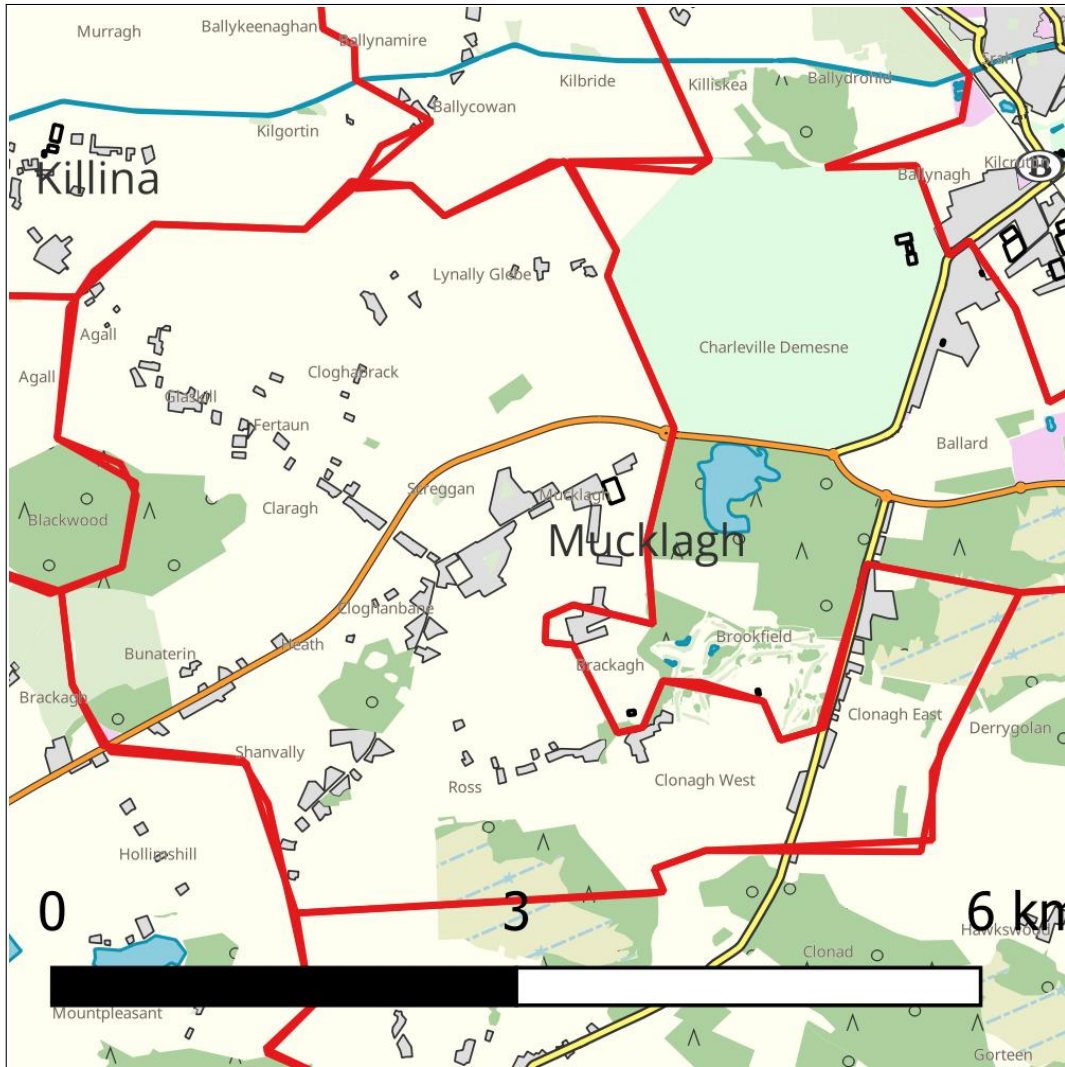 Murragh
Ballykeenaghan
Ballynamire
Srah
Kilbride
Killiskea
Ballydrohid
Ballycowan
Kilgortin
Killina
Kilcruttin
B
Ballynagh
Lynally Glebe
Agall
Charleville Demesne
Agall
Cloghabrack
Glaskill
Fertaun
Ballard
Streggan
Mucklagh
Claragh
Blackwood
Mucklagh
Cloghanbane
Brookfield
Heath
Bunaterin
Brackagh
Brackagh
Clonagh East
Derrygolan
Shanvally
Ross
Clonagh West
Hollimshill
0
3
6 km
Hawkswood
Clonad
Mountpleasant
Gorteen